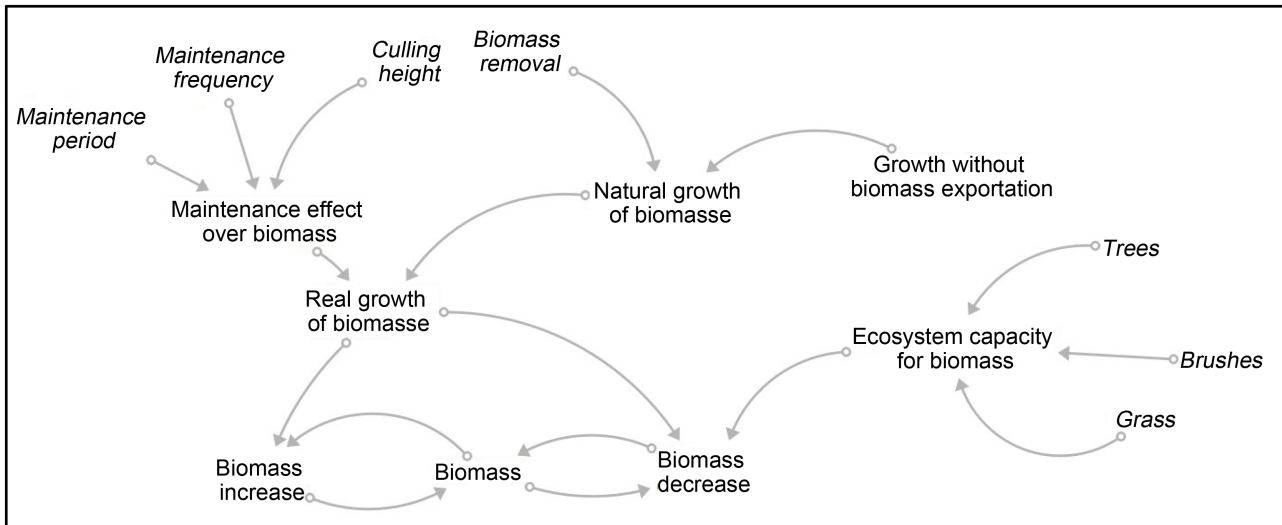 Maintenance
frequency
Culling
height
Biomass
removal
Maintenance
period
Growth without
biomass exportation
Natural growth
of biomasse
Maintenance effect
over biomass
Trees
Real growth
of biomasse
Ecosystem capacity
for biomass
Brushes
Grass
Biomass
increase
Biomass
Biomass
decrease